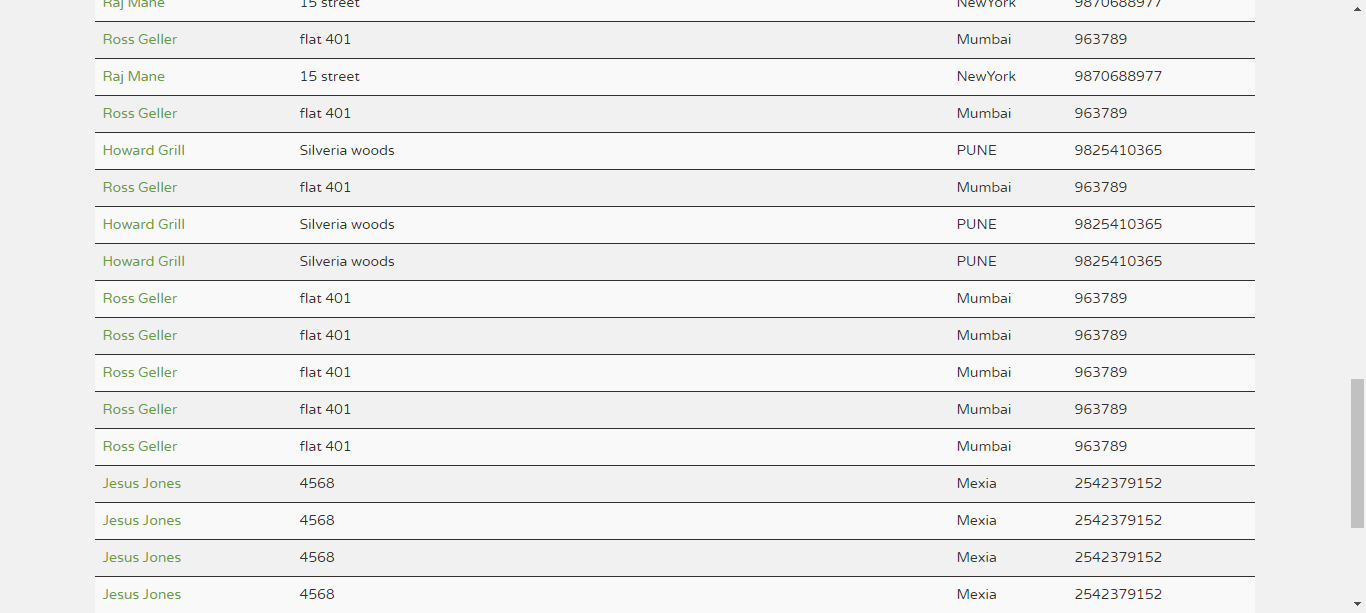 Raj Mane 15 street NewYork 9870688977
Ross Geller flat 401 Mumbai 963789
Raj Mane 15 street NewYork 9870688977
Ross Geller flat 401 Mumbai 963789
Howard Grill Silveria woods PUNE 9825410365
Ross Geller flat 401 Mumbai 963789
Howard Grill Silveria woods PUNE 9825410365
Howard Grill Silveria woods PUNE 9825410365
Ross Geller flat 401 Mumbai 963789
Ross Geller flat 401 Mumbai 963789
Ross Geller flat 401 Mumbai 963789
Ross Geller flat 401 Mumbai 963789
Ross Geller flat 401 Mumbai 963789
Jesus Jones 4568 Mexia 2542379152
Jesus Jones 4568 Mexia 2542379152
Jesus Jones 4568 Mexia 2542379152
Jesus Jones 4568 Mexia 2542379152